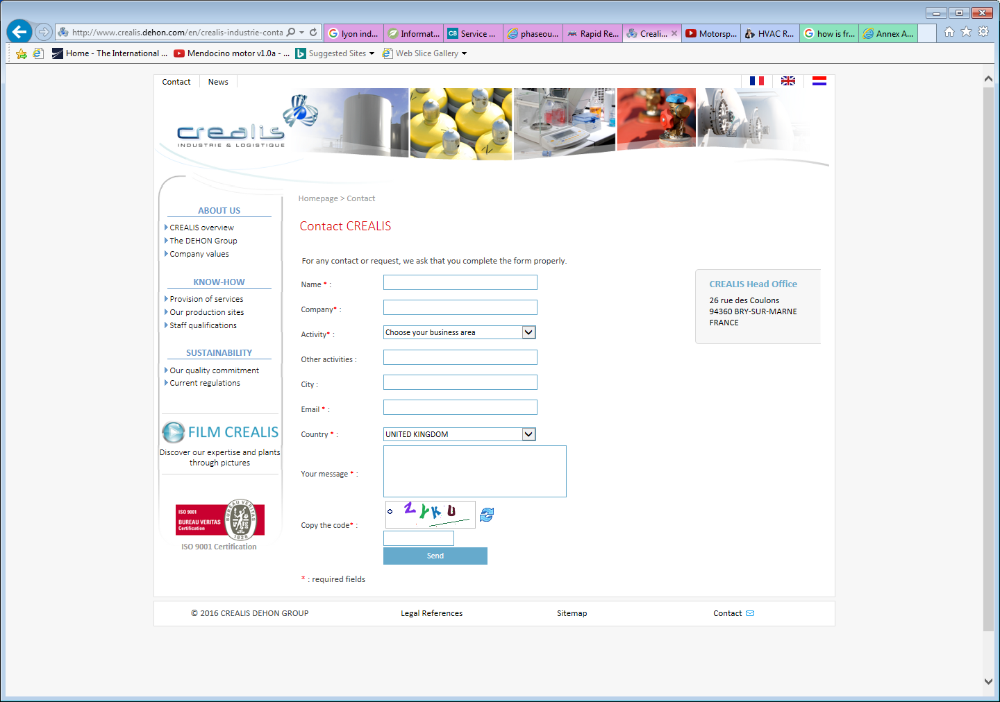 http://www.crealis.dehon.com/en/crealis-industrie-conta
lyon ind...
Informat...
CB Service ...
phaseou...
Rapid Re...
Creali...
Motorsp...
HVAC R...
how is fr...
Annex A...
Home - The International ...
Mendocino motor v1.0a - ...
Suggested Sites
Web Slice Gallery
Contact
News
crealis
INDUSTRIE & LOGISTIQUE
Homepage > Contact
Contact CREALIS
ABOUT US
CREALIS overview
The DEHON Group
Company values
KNOW-HOW
Provision of services
Our production sites
Staff qualifications
SUSTAINABILITY
Our quality commitment
Current regulations
FILM CREALIS
Discover our expertise and plants
through pictures
ISO 9001
BUREAU VERITAS
Certification
BUREAU VERITAS
1828
ISO 9001 Certification
For any contact or request, we ask that you complete the form properly.
Name * :
Company* :
Activity* :
Choose your business area
Other activities :
City :
Email * :
Country * :
UNITED KINGDOM
Your message * :
Copy the code* :
ZYKU
Send
* : required fields
CREALIS Head Office
26 rue des Coulons
94360 BRY-SUR-MARNE
FRANCE
© 2016 CREALIS DEHON GROUP
Legal References
Sitemap
Contact